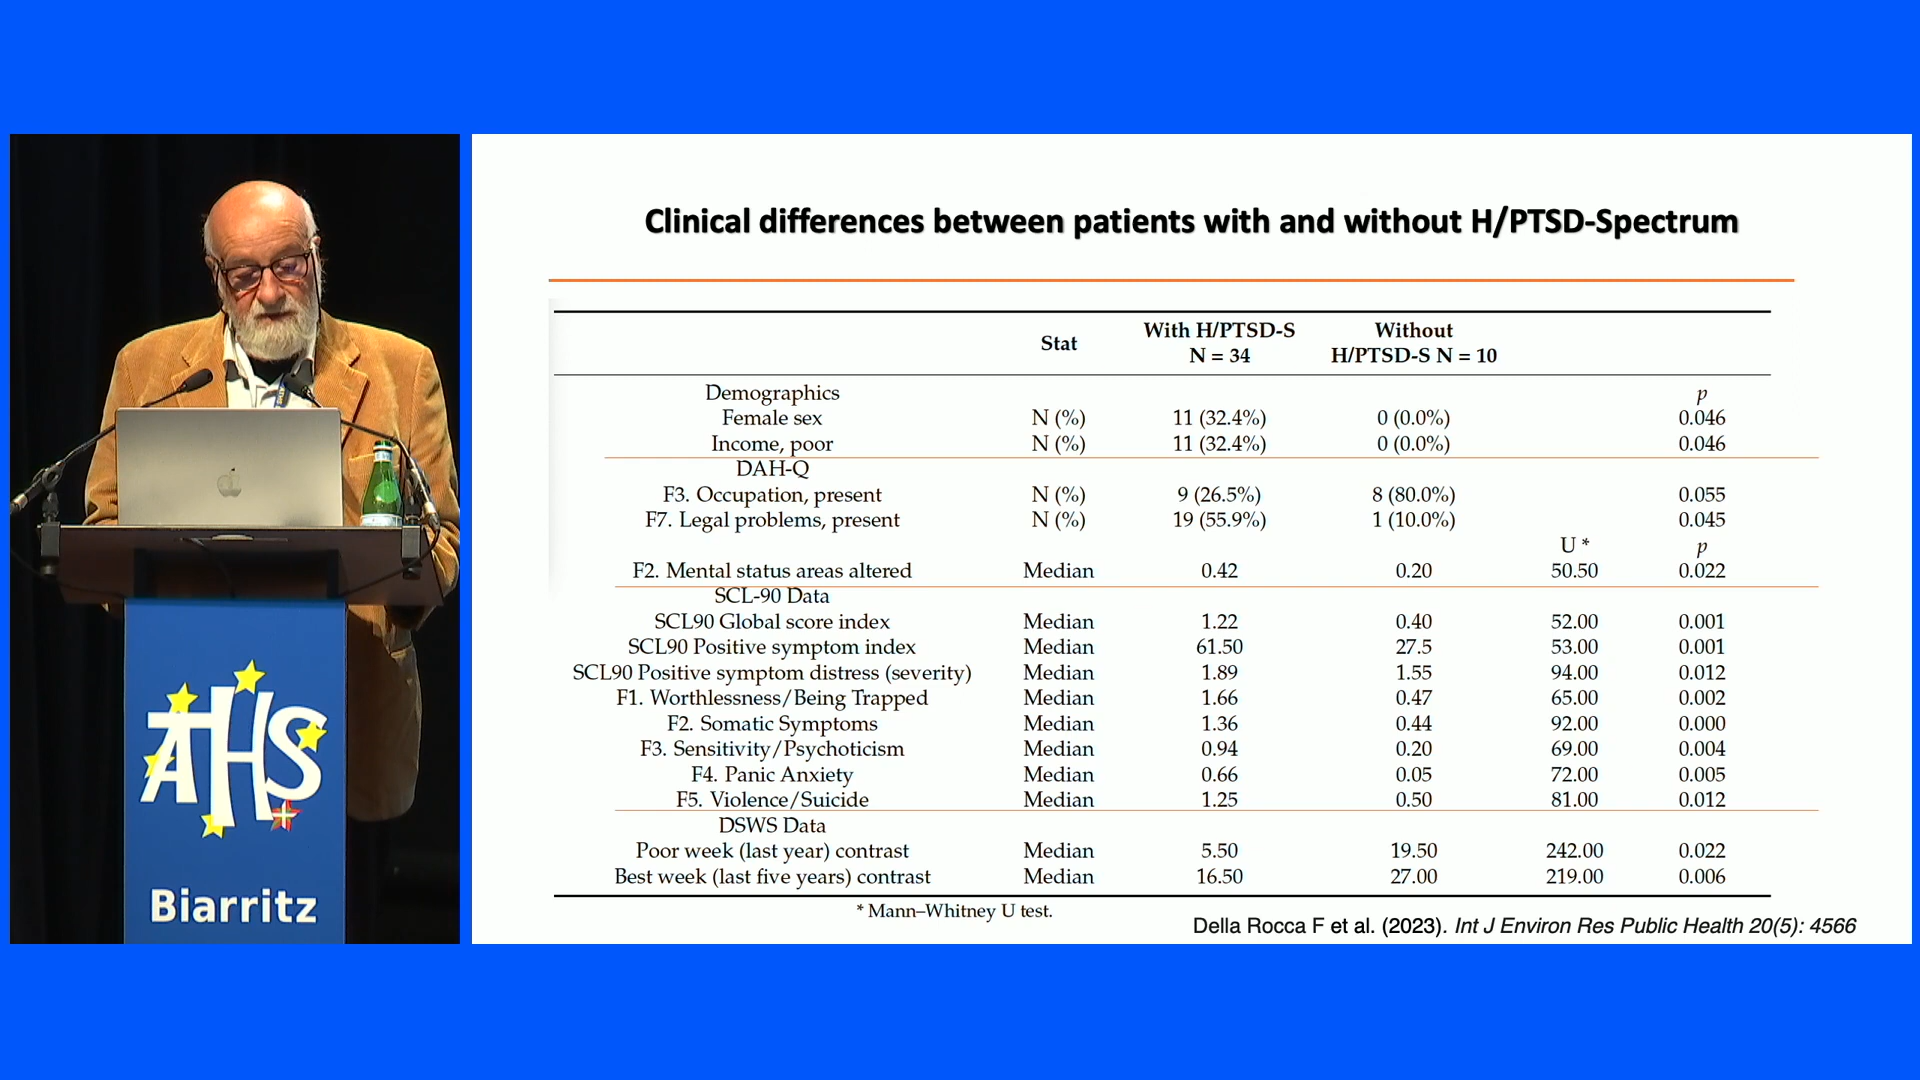 Clinical differences between patients with and without H/PTSD-Spectrum
Stat With H/PTSD-S N = 34 Without H/PTSD-S N = 10
Demographics p
Female sex N (%) 11 (32.4%) 0 (0.0%) 0.046
Income, poor N (%) 11 (32.4%) 0 (0.0%) 0.046
DAH-Q
F3. Occupation, present N (%) 9 (26.5%) 8 (80.0%) 0.055
F7. Legal problems, present N (%) 19 (55.9%) 1 (10.0%) 0.045
U * p
F2. Mental status areas altered Median 0.42 0.20 50.50 0.022
SCL-90 Data
SCL90 Global score index Median 1.22 0.40 52.00 0.001
SCL90 Positive symptom index Median 61.50 27.5 53.00 0.001
SCL90 Positive symptom distress (severity) Median 1.89 1.55 94.00 0.012
F1. Worthlessness/Being Trapped Median 1.66 0.47 65.00 0.002
F2. Somatic Symptoms Median 1.36 0.44 92.00 0.000
F3. Sensitivity/Psychoticism Median 0.94 0.20 69.00 0.004
F4. Panic Anxiety Median 0.66 0.05 72.00 0.005
F5. Violence/Suicide Median 1.25 0.50 81.00 0.012
DSWS Data
Poor week (last year) contrast Median 5.50 19.50 242.00 0.022
Best week (last five years) contrast Median 16.50 27.00 219.00 0.006
* Mann–Whitney U test.
Della Rocca F et al. (2023). Int J Environ Res Public Health 20(5): 4566
AHS
Biarritz